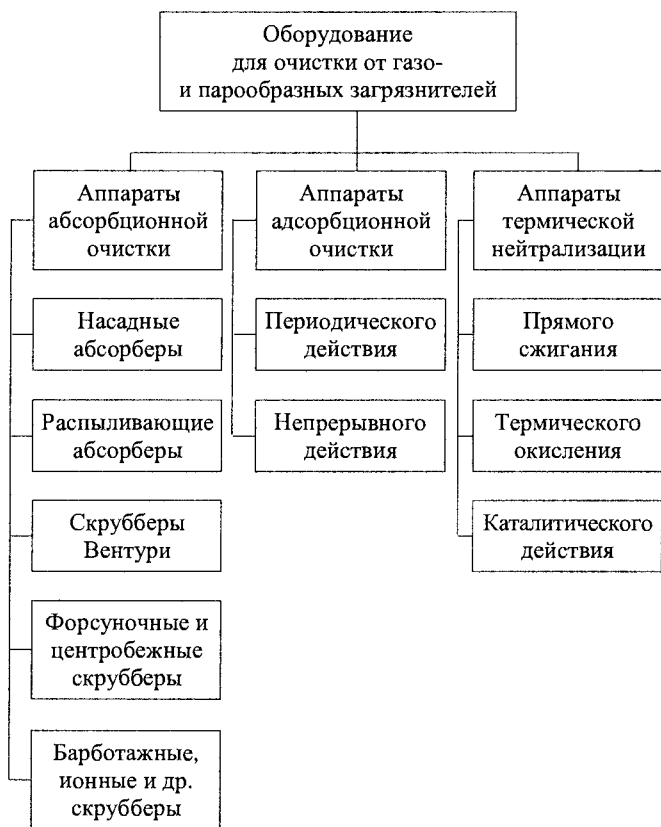 Оборудование
для очистки от газо-
и парообразных загрязнителей
Аппараты
абсорбционной
очистки
Аппараты
адсорбционной
очистки
Аппараты
термической
нейтрализации
Насадные
абсорберы
Периодического
действия
Прямого
сжигания
Распыливающие
абсорберы
Непрерывного
действия
Термического
окисления
Скрубберы
Вентури
Каталитического
действия
Форсуночные и
центробежные
скрубберы
Барботажные,
ионные и др.
скрубберы